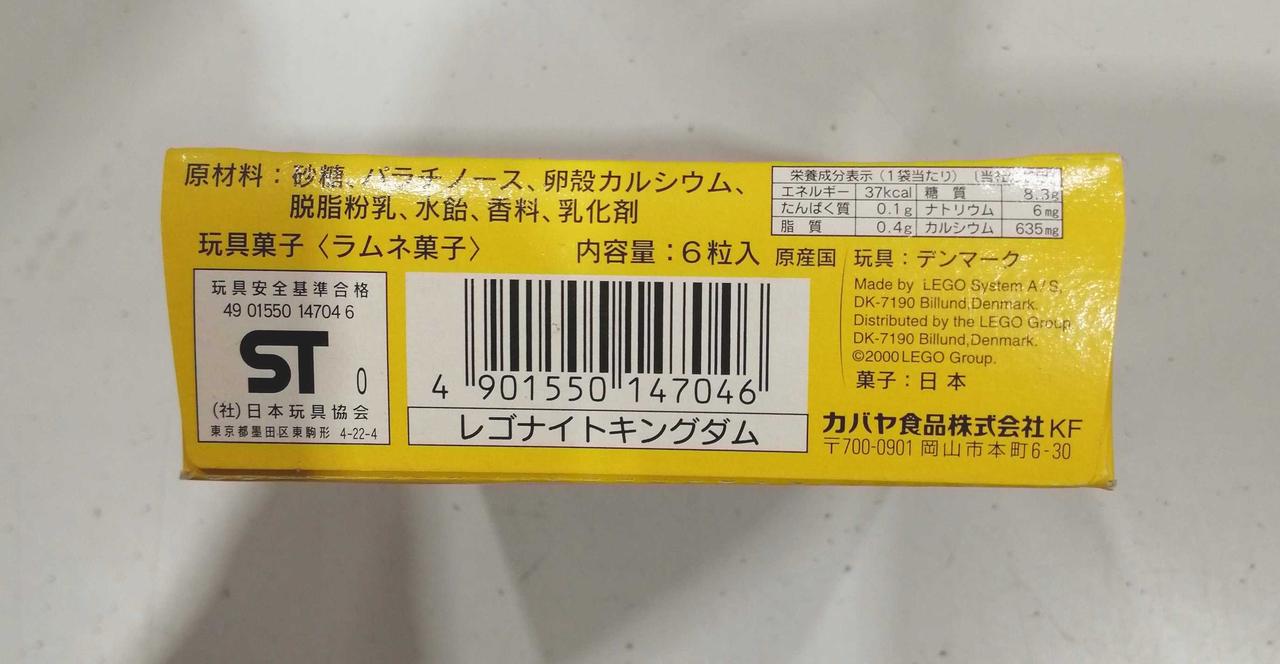 原材料：砂糖、パラチノース、卵殻カルシウム、
脱脂粉乳、水飴、香料、乳化剤
玩具菓子〈ラムネ菓子〉 内容量：6粒入
栄養成分表示（1袋当たり）〔当社
エネルギー 37kcal 糖質 8.3g
たんぱく質 0.1g ナトリウム 6mg
脂質 0.4g カルシウム 635mg
原産国 玩具：デンマーク
Made by LEGO System A/S,
DK-7190 Billund,Denmark.
Distributed by the LEGO Group
DK-7190 Billund,Denmark.
©2000 LEGO Group.
菓子：日本
玩具安全基準合格
49 01550 14704 6
ST 0
(社)日本玩具協会
東京都墨田区東駒形 4-22-4
4 901550 147046
レゴナイトキングダム
カバヤ食品株式会社 KF
〒700-0901 岡山市本町6-30